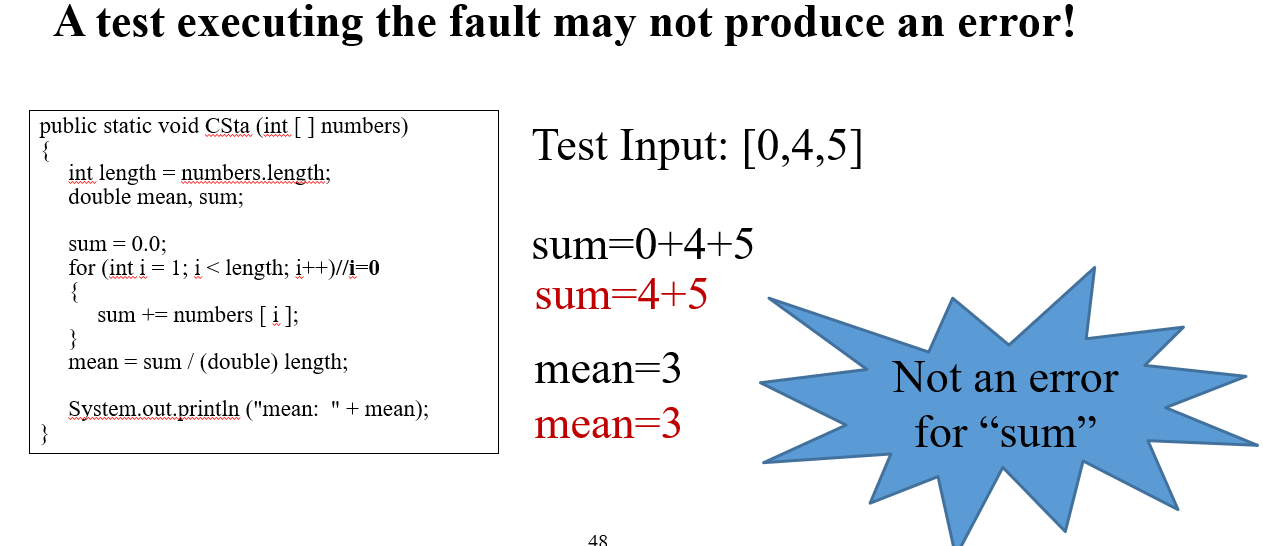 A test executing the fault may not produce an error!
public static void CSta (int [ ] numbers)
{
int length = numbers.length;
double mean, sum;
sum = 0.0;
for (int i = 1; i < length; i++)//i=0
{
sum += numbers [ i ];
}
mean = sum / (double) length;
System.out.println ("mean:  " + mean);
}
Test Input: [0,4,5]
sum=0+4+5
sum=4+5
mean=3
mean=3
Not an error
for “sum”
48